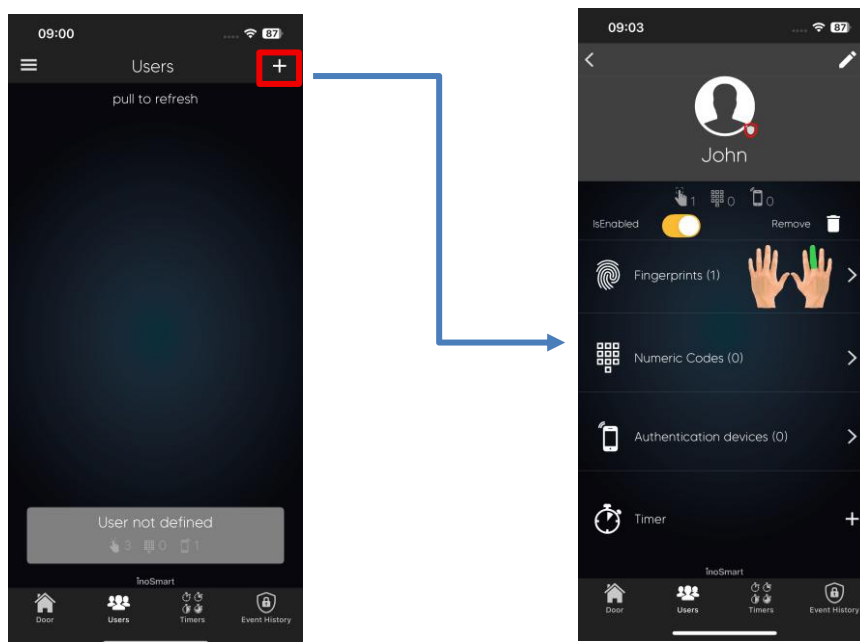 09:00
87
Users
+
pull to refresh
User not defined
3 0 1
inoSmart
Door Users Timers Event History
09:03
87
John
1 0 0
IsEnabled Remove
Fingerprints (1)
Numeric Codes (0)
Authentication devices (0)
Timer +
inoSmart
Door Users Timers Event History